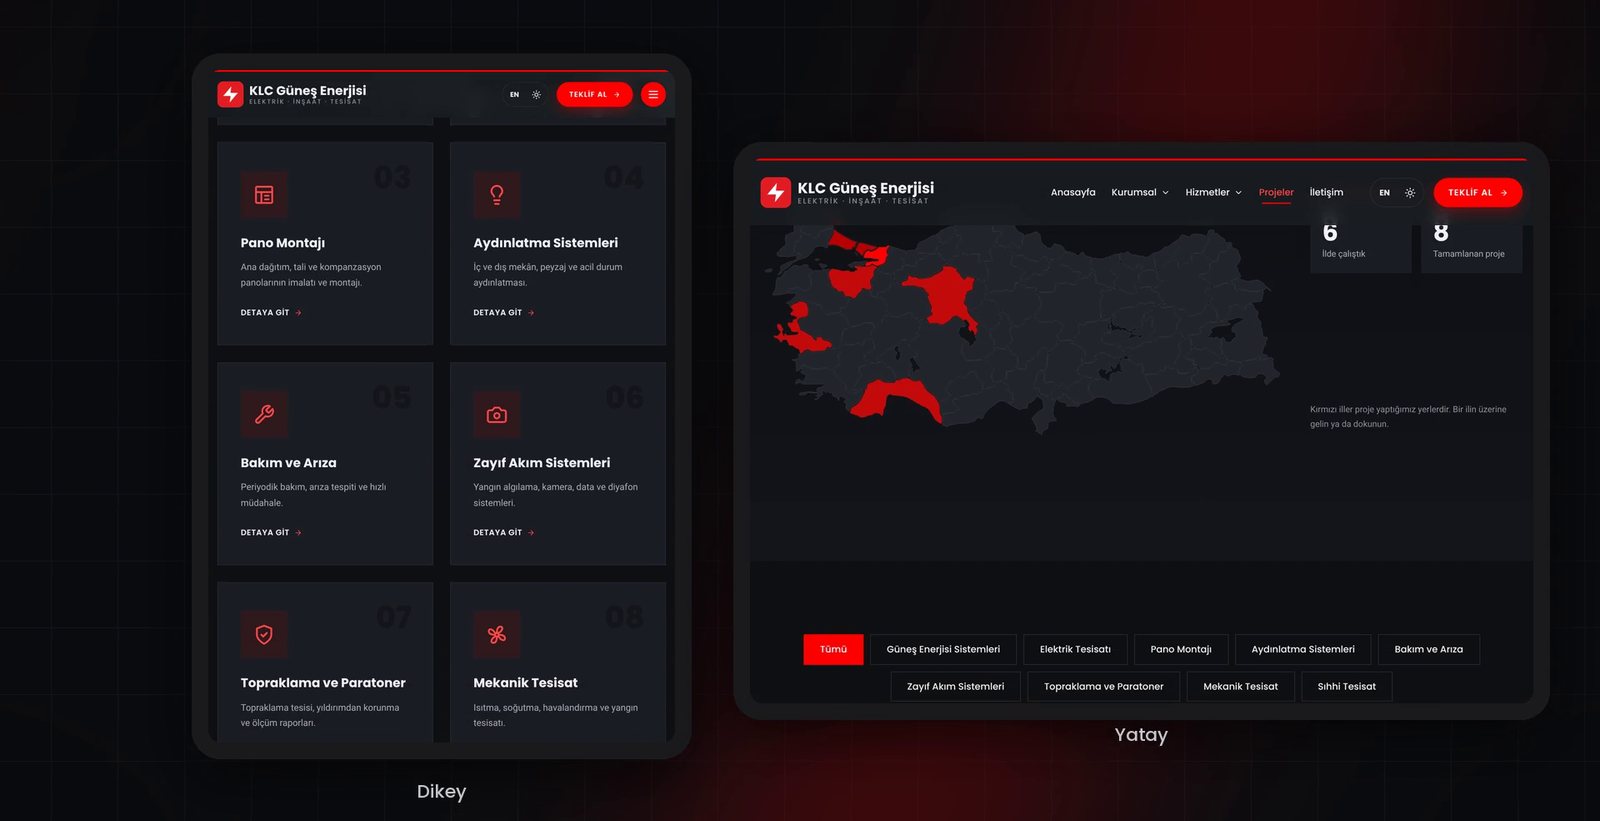 KLC Güneş Enerjisi
ELEKTRİK · İNŞAAT · TESİSAT
EN
TEKLİF AL
03
Pano Montajı
Ana dağıtım, tali ve kompanzasyon
panolarının imalatı ve montajı.
DETAYA GİT
04
Aydınlatma Sistemleri
İç ve dış mekân, peyzaj ve acil durum
aydınlatması.
DETAYA GİT
05
Bakım ve Arıza
Periyodik bakım, arıza tespiti ve hızlı
müdahale.
DETAYA GİT
06
Zayıf Akım Sistemleri
Yangın algılama, kamera, data ve diyafon
sistemleri.
DETAYA GİT
07
Topraklama ve Paratoner
Topraklama tesisi, yıldırımdan korunma
ve ölçüm raporları.
08
Mekanik Tesisat
Isıtma, soğutma, havalandırma ve yangın
tesisatı.
Dikey
KLC Güneş Enerjisi
ELEKTRİK · İNŞAAT · TESİSAT
Anasayfa
Kurumsal
Hizmetler
Projeler
İletişim
EN
TEKLİF AL
6
İlde çalıştık
8
Tamamlanan proje
Kırmızı iller proje yaptığımız yerlerdir. Bir ilin üzerine
gelin ya da dokunun.
Tümü
Güneş Enerjisi Sistemleri
Elektrik Tesisatı
Pano Montajı
Aydınlatma Sistemleri
Bakım ve Arıza
Zayıf Akım Sistemleri
Topraklama ve Paratoner
Mekanik Tesisat
Sıhhi Tesisat
Yatay